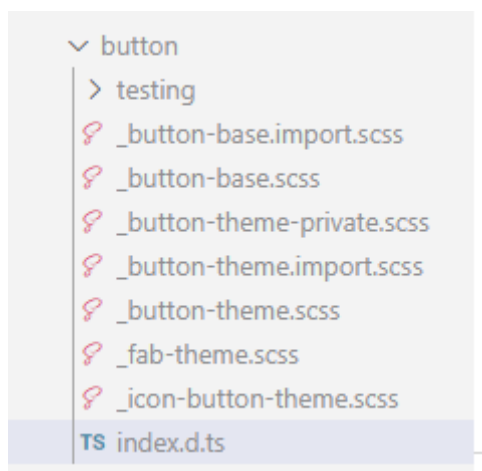 button
testing
_button-base.import.scss
_button-base.scss
_button-theme-private.scss
_button-theme.import.scss
_button-theme.scss
_fab-theme.scss
_icon-button-theme.scss
TS index.d.ts